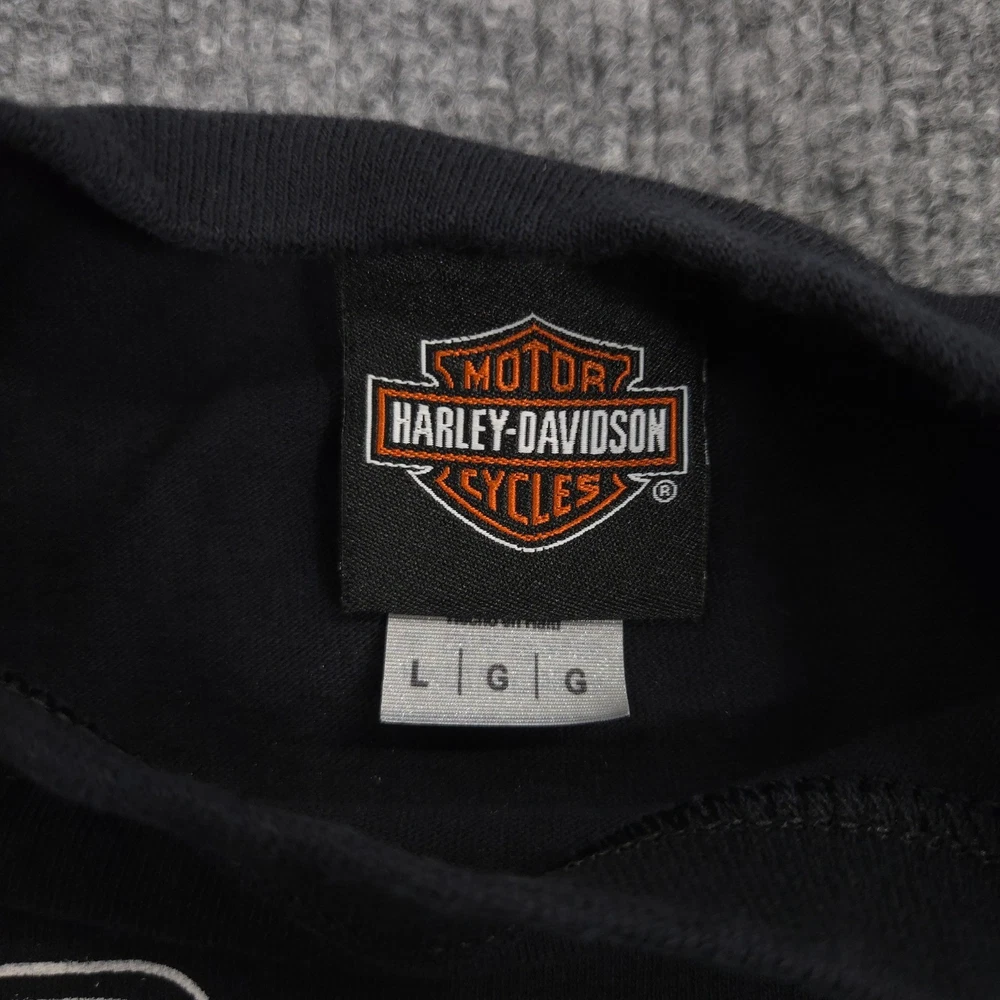 MOTOR
HARLEY-DAVIDSON
CYCLES
®
L | G | G